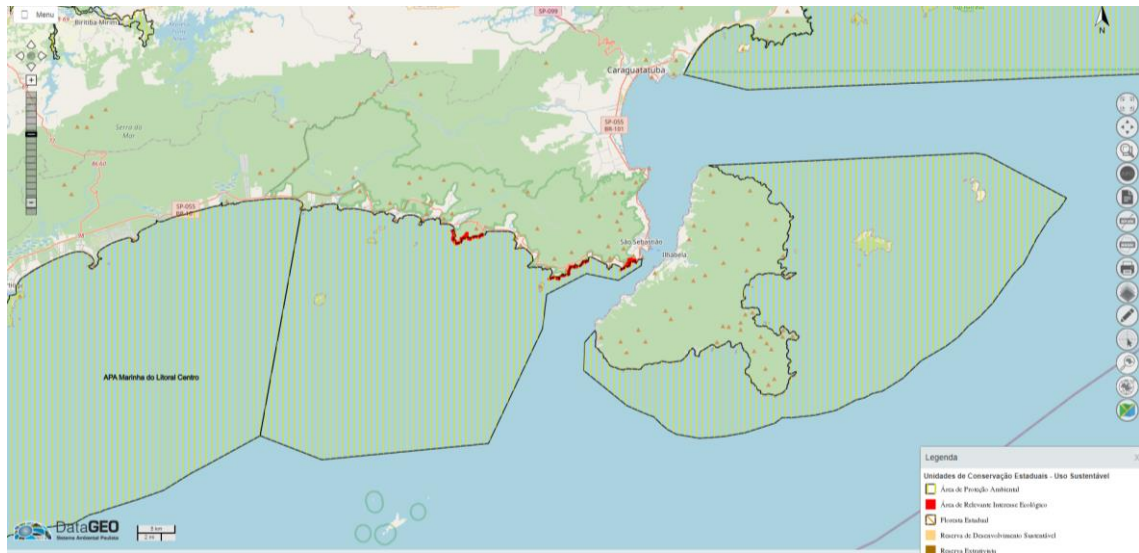 Menu
Biritiba Mirim
SP-099
N
Caraguatatuba
SP-055
BR-101
Serra do
Mar
SP-055
São Sebastião
Ilhabela
APA Marinha do Litoral Centro
Legenda
Unidades de Conservação Estaduais - Uso Sustentável
Área de Proteção Ambiental
Área de Relevante Interesse Ecológico
Floresta Estadual
Reserva de Desenvolvimento Sustentável
Reserva Extrativista
DataGEO
Sistema Ambiental Paulista